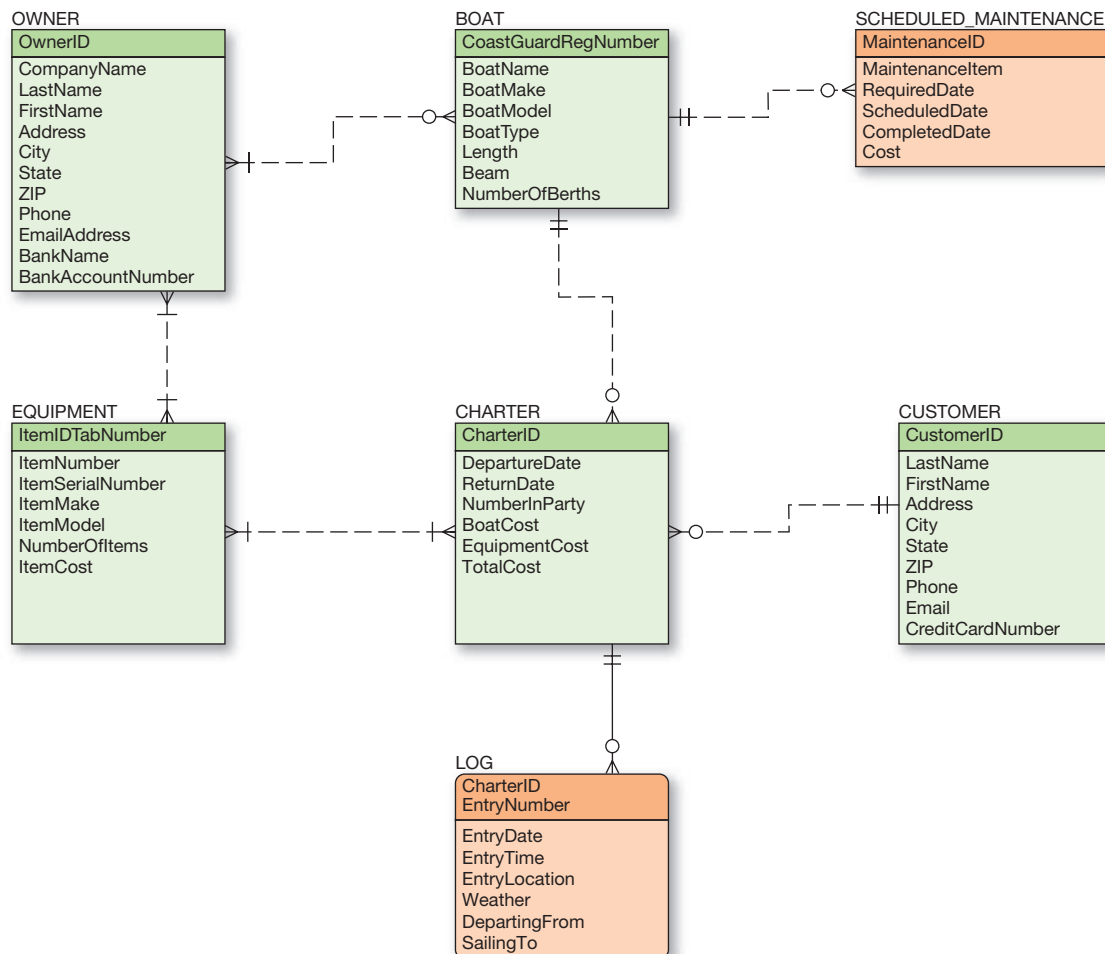 OWNER
OwnerID
CompanyName
LastName
FirstName
Address
City
State
ZIP
Phone
EmailAddress
BankName
BankAccountNumber
BOAT
CoastGuardRegNumber
BoatName
BoatMake
BoatModel
BoatType
Length
Beam
NumberOfBerths
SCHEDULED_MAINTENANCE
MaintenanceID
MaintenanceItem
RequiredDate
ScheduledDate
CompletedDate
Cost
EQUIPMENT
ItemIDTabNumber
ItemNumber
ItemSerialNumber
ItemMake
ItemModel
NumberOfItems
ItemCost
CHARTER
CharterID
DepartureDate
ReturnDate
NumberInParty
BoatCost
EquipmentCost
TotalCost
CUSTOMER
CustomerID
LastName
FirstName
Address
City
State
ZIP
Phone
Email
CreditCardNumber
LOG
CharterID
EntryNumber
EntryDate
EntryTime
EntryLocation
Weather
DepartingFrom
SailingTo